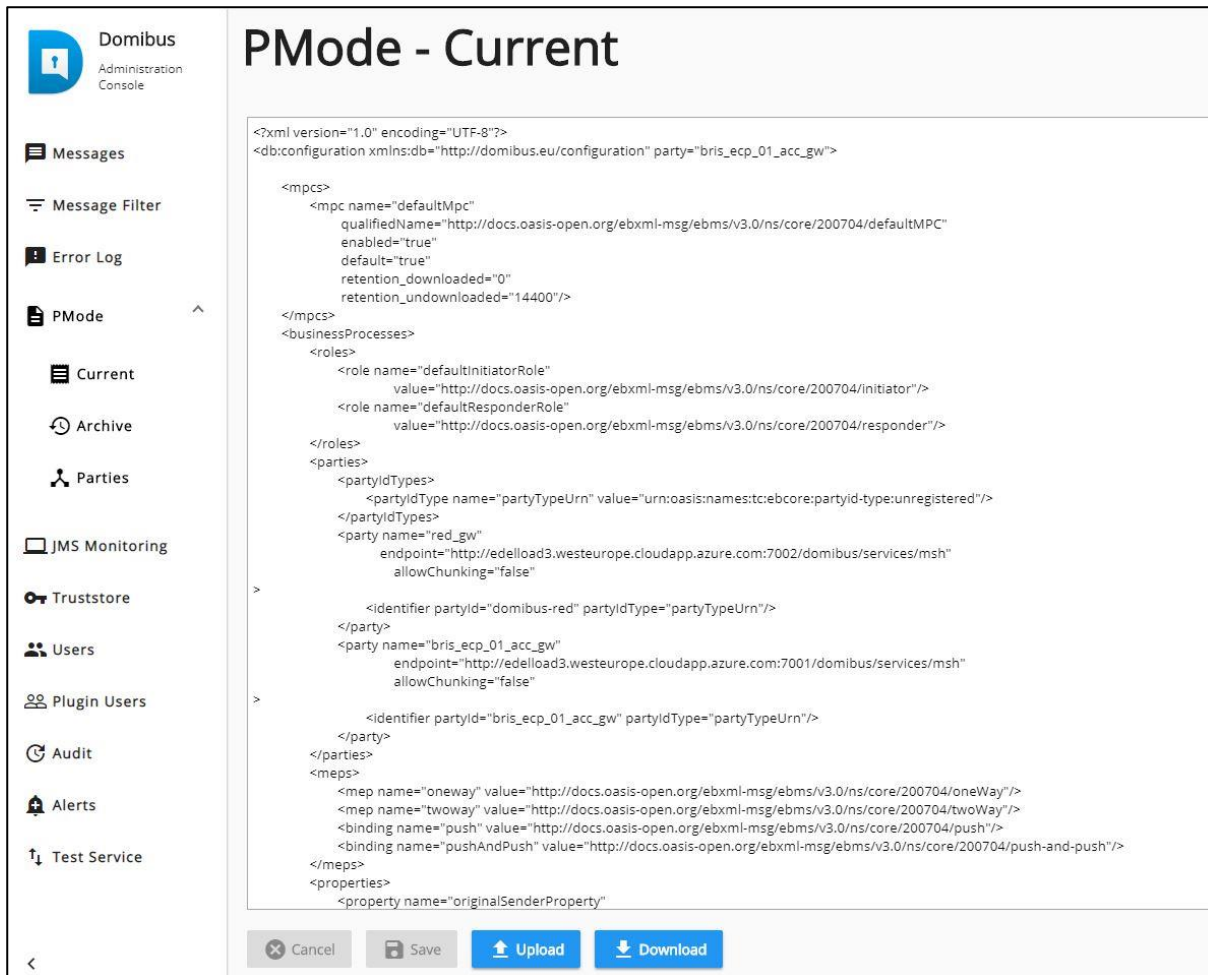 Domibus
Administration
Console
Messages
Message Filter
Error Log
PMode
Current
Archive
Parties
JMS Monitoring
Truststore
Users
Plugin Users
Audit
Alerts
Test Service
PMode - Current
<?xml version="1.0" encoding="UTF-8"?>
<db:configuration xmlns:db="http://domibus.eu/configuration" party="bris_ecp_01_acc_gw">
<mpcs>
<mpc name="defaultMpc"
qualifiedName="http://docs.oasis-open.org/ebxml-msg/ebms/v3.0/ns/core/200704/defaultMPC"
enabled="true"
default="true"
retention_downloaded="0"
retention_undownloaded="14400"/>
</mpcs>
<businessProcesses>
<roles>
<role name="defaultInitiatorRole"
value="http://docs.oasis-open.org/ebxml-msg/ebms/v3.0/ns/core/200704/initiator"/>
<role name="defaultResponderRole"
value="http://docs.oasis-open.org/ebxml-msg/ebms/v3.0/ns/core/200704/responder"/>
</roles>
<parties>
<partyIdTypes>
<partyIdType name="partyTypeUrn" value="urn:oasis:names:tc:ebcore:partyid-type:unregistered"/>
</partyIdTypes>
<party name="red_gw"
endpoint="http://edelload3.westeurope.cloudapp.azure.com:7002/domibus/services/msh"
allowChunking="false"
>
<identifier partyId="domibus-red" partyIdType="partyTypeUrn"/>
</party>
<party name="bris_ecp_01_acc_gw"
endpoint="http://edelload3.westeurope.cloudapp.azure.com:7001/domibus/services/msh"
allowChunking="false"
>
<identifier partyId="bris_ecp_01_acc_gw" partyIdType="partyTypeUrn"/>
</party>
</parties>
<meps>
<mep name="oneway" value="http://docs.oasis-open.org/ebxml-msg/ebms/v3.0/ns/core/200704/oneWay"/>
<mep name="twoway" value="http://docs.oasis-open.org/ebxml-msg/ebms/v3.0/ns/core/200704/twoWay"/>
<binding name="push" value="http://docs.oasis-open.org/ebxml-msg/ebms/v3.0/ns/core/200704/push"/>
<binding name="pushAndPush" value="http://docs.oasis-open.org/ebxml-msg/ebms/v3.0/ns/core/200704/push-and-push"/>
</meps>
<properties>
<property name="originalSenderProperty"
Cancel
Save
Upload
Download